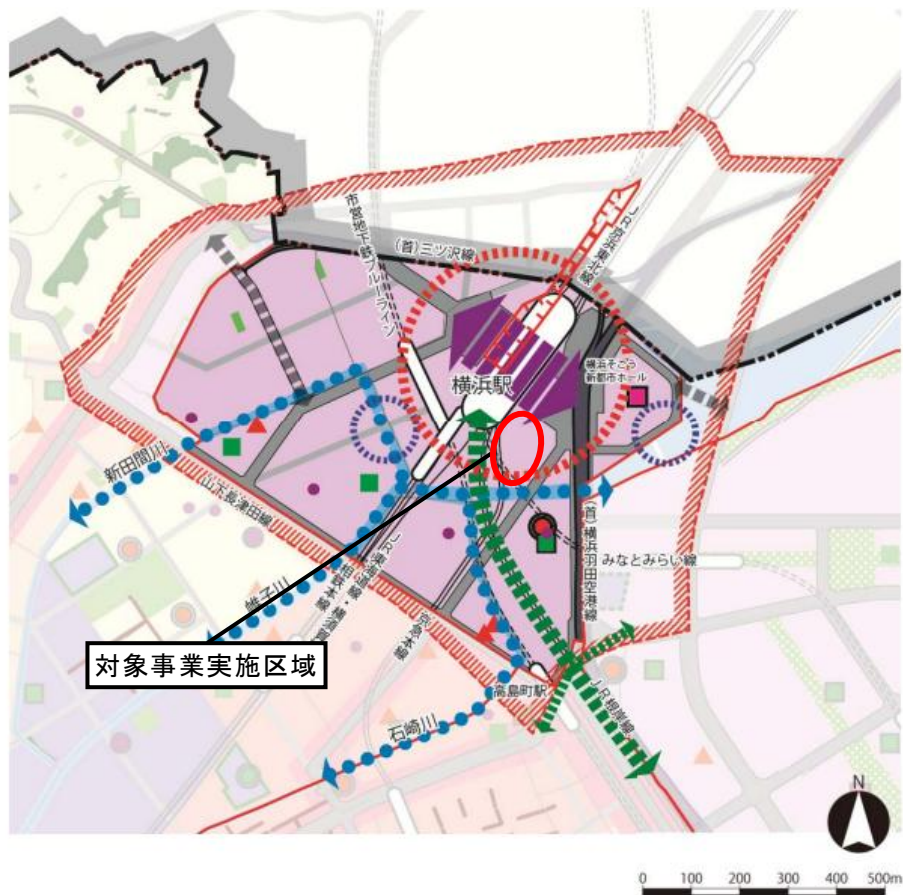 市営地下鉄ブルーライン
(首)三ツ沢線
JR京浜東北線
横浜駅
横浜そごう
新都市ホール
新田間川
山下長津田線
帷子川
JR東海道線・横須賀
相鉄本線
京急本線
(首)横浜羽田空港線
みなとみらい線
対象事業実施区域
高島町駅
JR根岸線
石崎川
N
0 100 200 300 400 500m